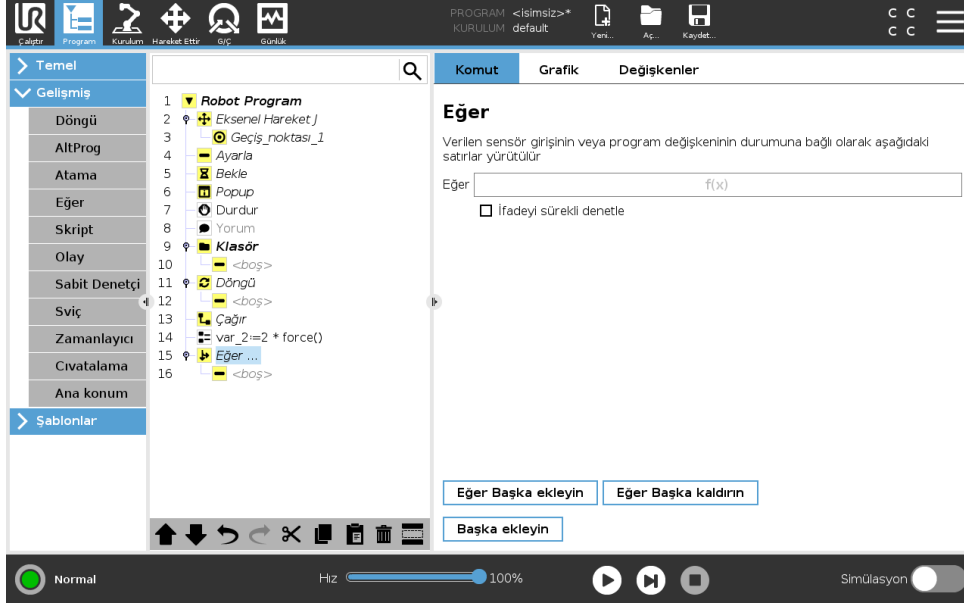 PROGRAM <isimsiz>*
KURULUM default
UR
Çalıştır
Program
Kurulum
Hareket Ettir
G/Ç
Günlük
Yeni...
Aç...
Kaydet...
C C
C C
Temel
Gelişmiş
Döngü
AltProg
Atama
Eğer
Skript
Olay
Sabit Denetçi
Sviç
Zamanlayıcı
Cıvatalama
Ana konum
Şablonlar
1 Robot Program
2 Eksenel Hareket J
3 Geçiş_noktası_1
4 Ayarla
5 Bekle
6 Popup
7 Durdur
8 Yorum
9 Klasör
10 <boş>
11 Döngü
12 <boş>
13 Çağır
14 var_2:=2 * force()
15 Eğer ...
16 <boş>
Komut
Grafik
Değişkenler
Eğer
Verilen sensör girişinin veya program değişkeninin durumuna bağlı olarak aşağıdaki
satırlar yürütülür
Eğer f(x)
İfadeyi sürekli denetle
Eğer Başka ekleyin
Eğer Başka kaldırın
Başka ekleyin
Normal
Hız
100%
Simülasyon